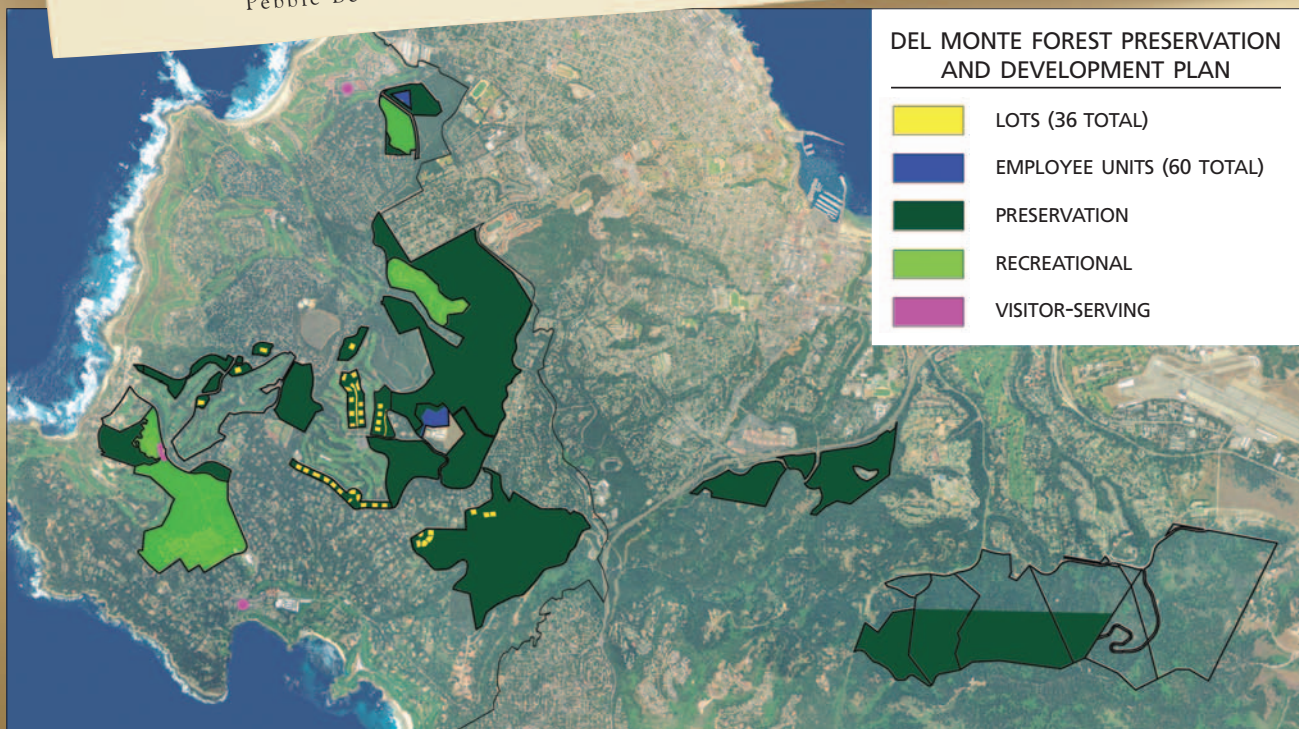 DEL MONTE FOREST PRESERVATION
AND DEVELOPMENT PLAN
LOTS (36 TOTAL)
EMPLOYEE UNITS (60 TOTAL)
PRESERVATION
RECREATIONAL
VISITOR-SERVING